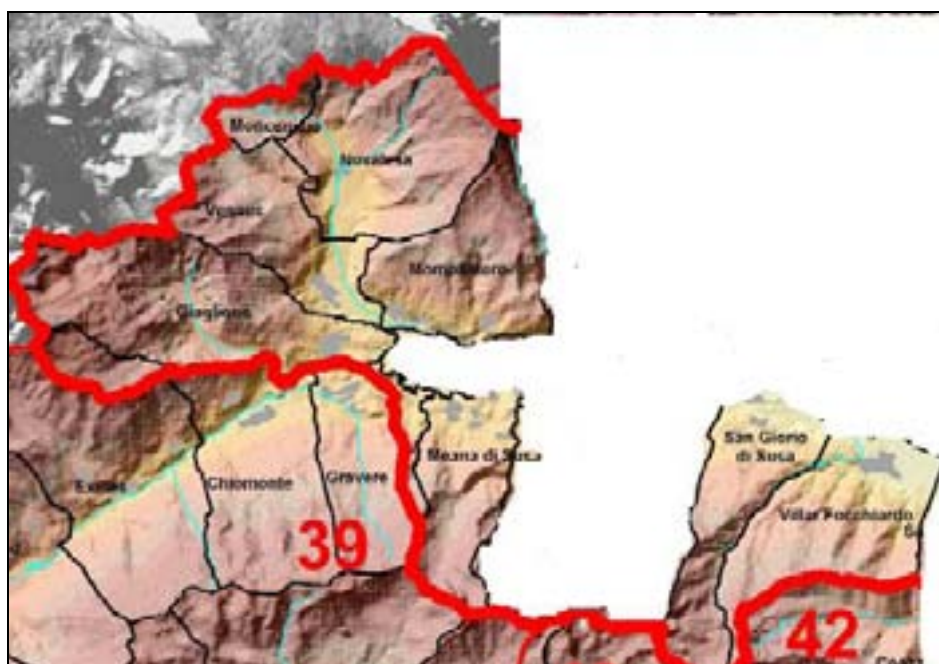 Moncenisio
Novalesa
Venaus
Mompantero
Giaglione
San Giorio
di Susa
Meana di Susa
Exilles
Chiomonte
Gravere
Villar Focchiardo
39
42